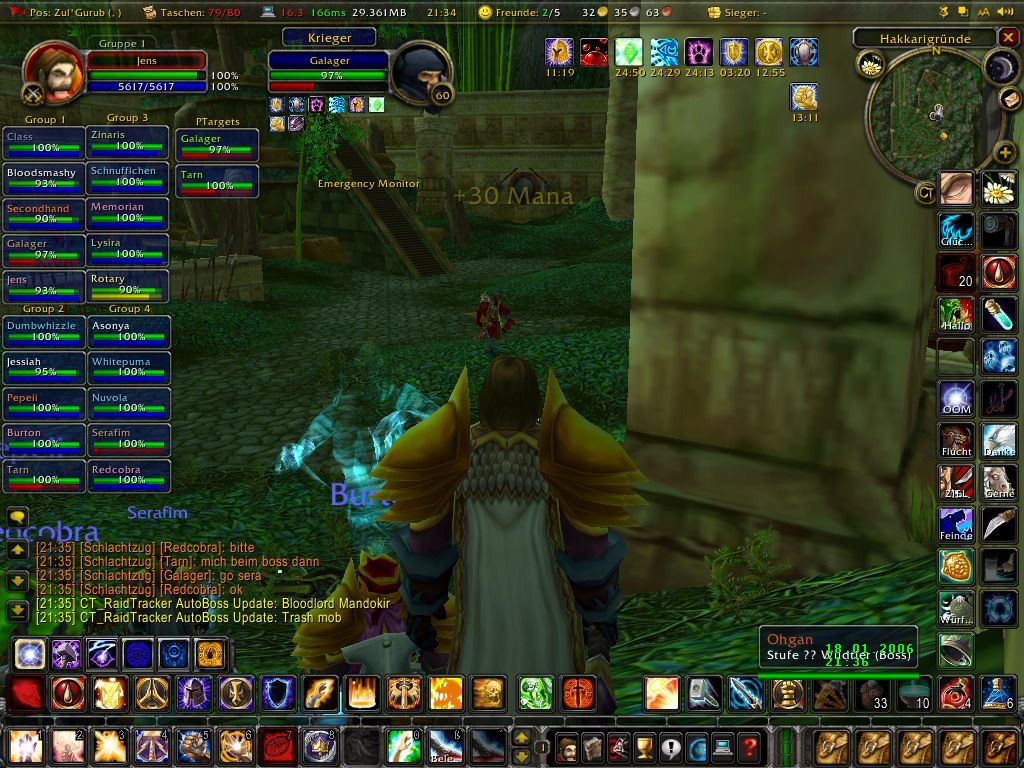 Pos: Zul'Gurub (, ) Taschen: 79/80 16.3 166ms 29.361MB 21:34 Freunde: 2/5 32 35 63 Sieger: -
Gruppe 1
Jens
100%
5617/5617 100%
Krieger
Galager
97%
60
11:19 24:50 24:29 24:13 03:20 12:55
13:11
Hakkarigründe
N
Group 1 Group 3 PTargets
Class 100% Zinaris 100% Galager 97%
Bloodsmashy 93% Schnufflchen 100% Tarn 100%
Secondhand 90% Memorian 100%
Galager 97% Lysira 100%
Jens 93% Rotary 90%
Group 2 Group 4
Dumbwhizzle 100% Asonya 100%
Jessiah 95% Whitepuma 100%
Pepeii 100% Nuvola 100%
Burton 100% Serafim 100%
Tarn 100% Redcobra 100%
Emergency Monitor
+30 Mana
CT
20
Hallo
OOM
Flucht Danke
ZIEL Gerne
Feinde
Würf...
Serafim
[21:35] [Schlachtzug] [Redcobra]: bitte
[21:35] [Schlachtzug] [Tarn]: mich beim boss dann
[21:35] [Schlachtzug] [Galager]: go sera
[21:35] [Schlachtzug] [Redcobra]: ok
[21:35] CT_RaidTracker AutoBoss Update: Bloodlord Mandokir
[21:35] CT_RaidTracker AutoBoss Update: Trash mob
Ohgan
Stufe ?? Wildtier (Boss)
18.01.2006
21:36
33 10 4 6
Bele...
1